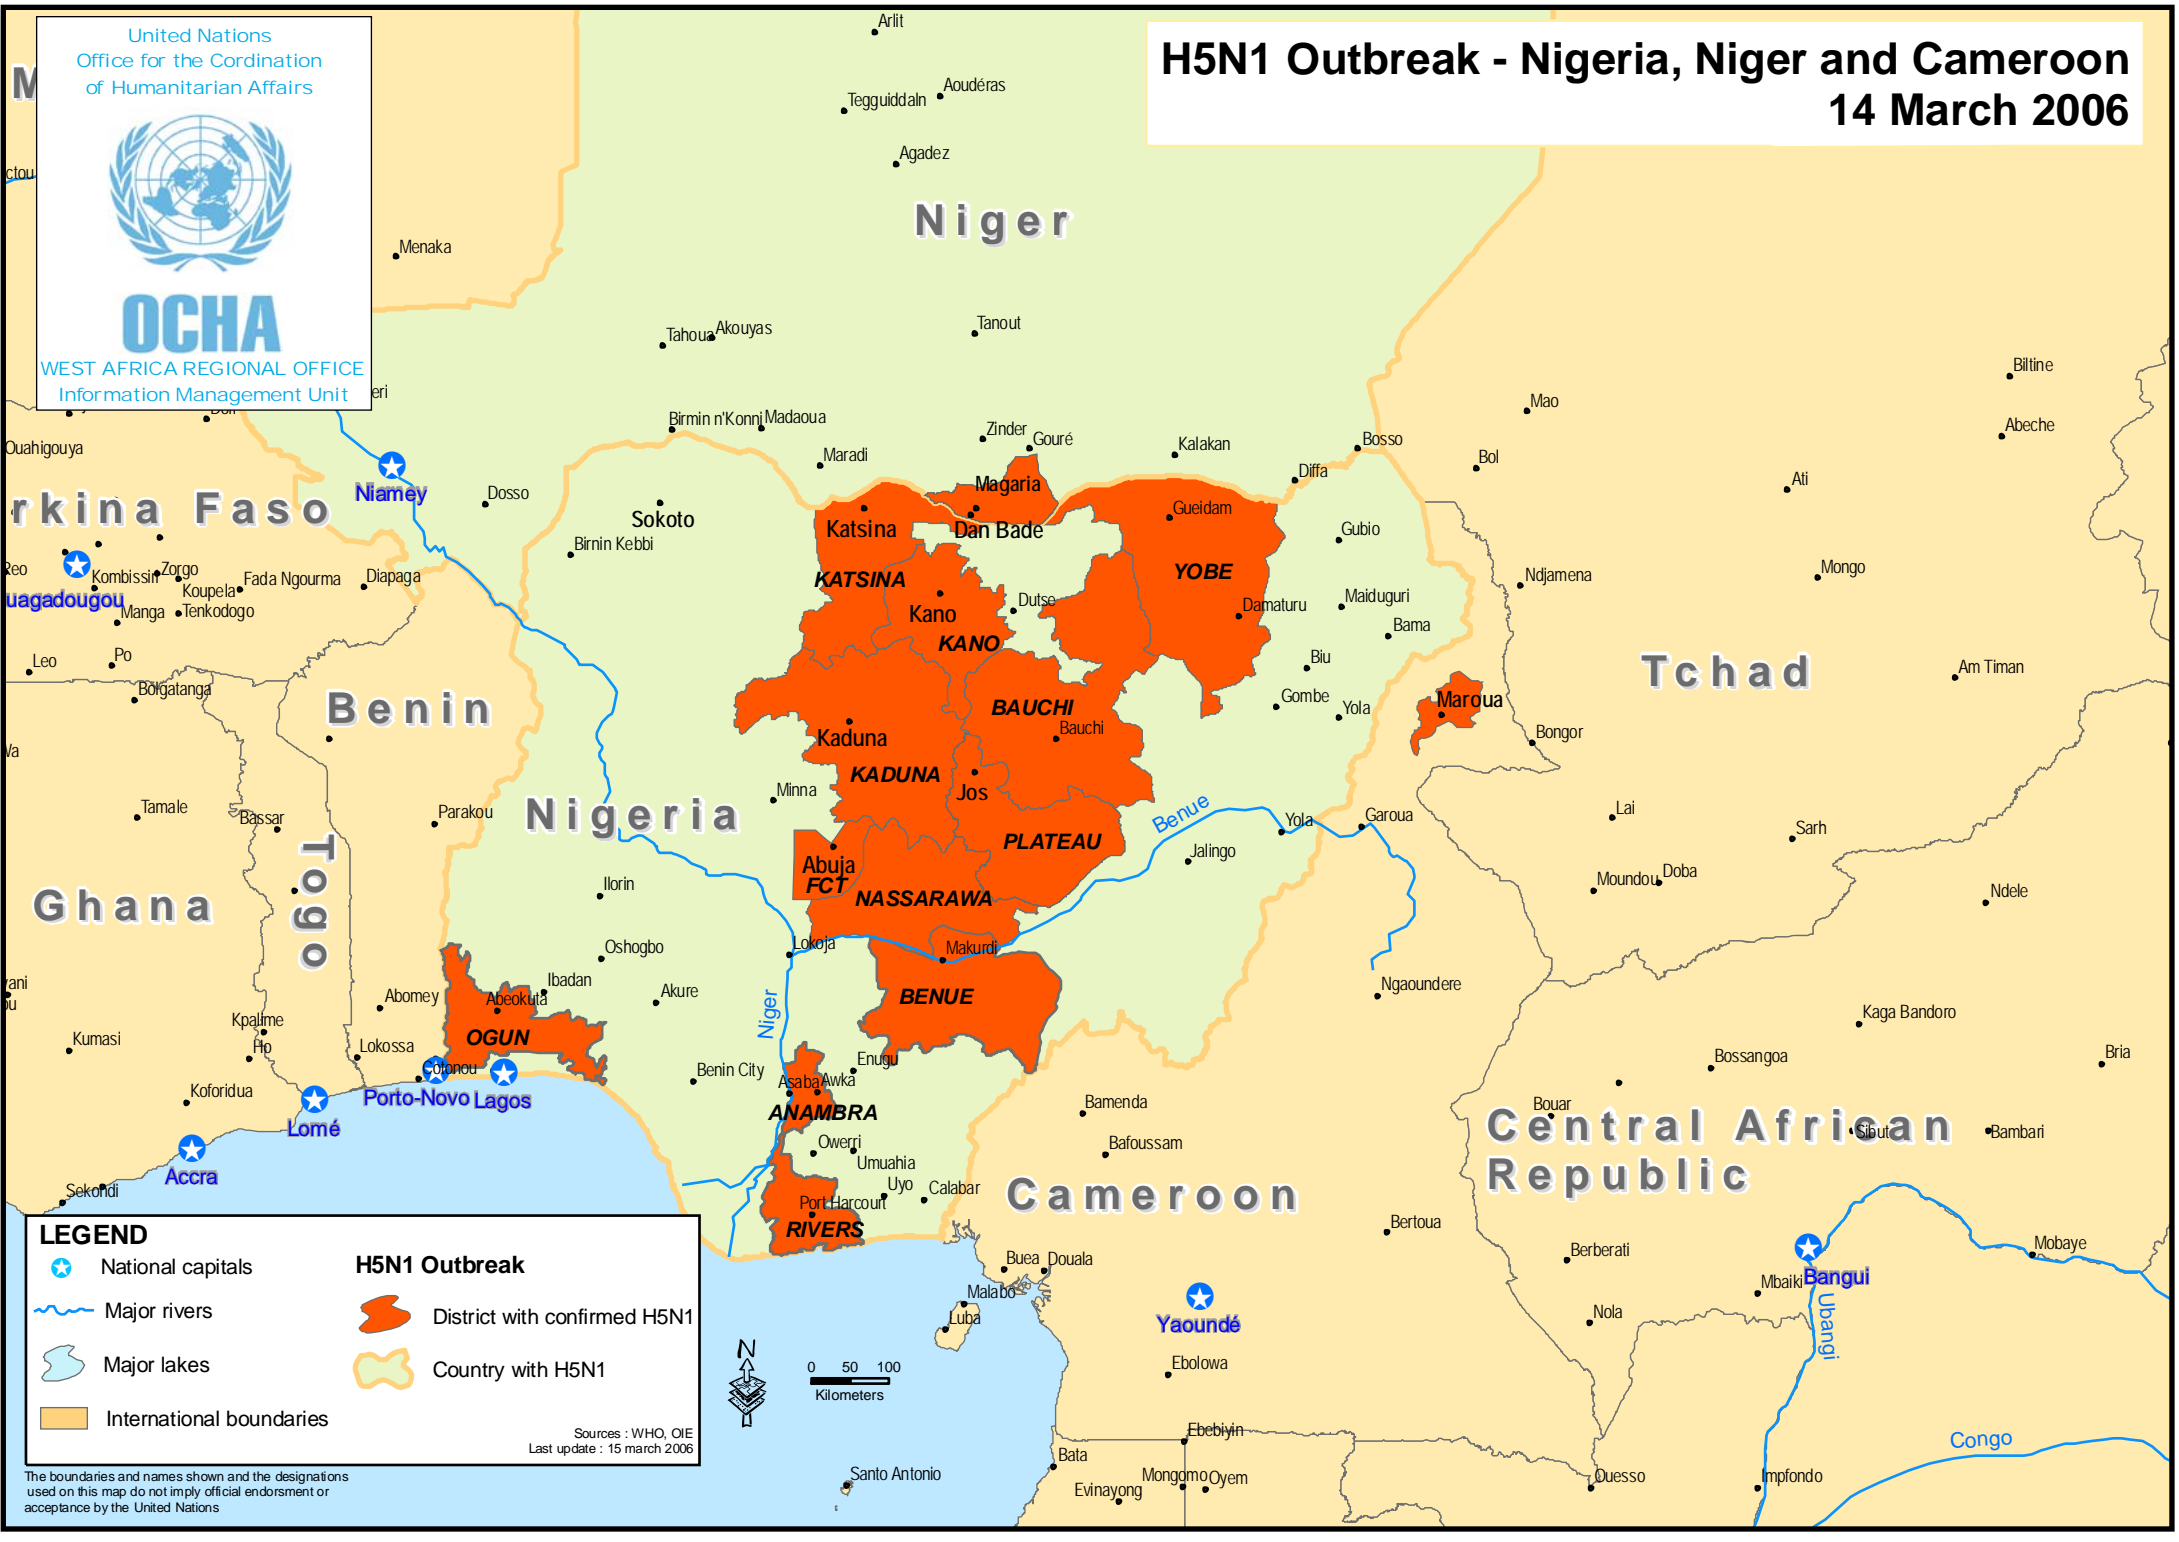 United Nations
Office for the Cordination
of Humanitarian Affairs
OCHA
WEST AFRICA REGIONAL OFFICE
Information Management Unit
H5N1 Outbreak - Nigeria, Niger and Cameroon
14 March 2006
Arlit
Aoudéras
Tegguiddaln
Agadez
Niger
Menaka
Tahoua
Akouyas
Tanout
Biltine
Mao
Abeche
Birmin n'Konni
Madaoua
Zinder
Gouré
Kalakan
Bosso
Ouahigouya
Maradi
Bol
Diffa
Ati
Niamey
Dosso
Magaria
rkina Faso
Sokoto
Katsina
Dan Bade
Gueidam
Gubio
Birnin Kebbi
Reo
Kombissin
Zorgo
Koupela
Fada Ngourma
Diapaga
KATSINA
YOBE
Ndjamena
Mongo
uagadougou
Manga
Tenkodogo
Kano
Dutse
Damaturu
Maiduguri
Bama
KANO
Leo
Po
Biu
Tchad
Am Timan
Bolgatanga
Benin
BAUCHI
Bauchi
Gombe
Yola
Maroua
Bongor
Kaduna
KADUNA
Jos
Minna
Nigeria
Tamale
Bassar
Parakou
Benue
Yola
Garoua
Lai
Sarh
PLATEAU
Togo
Abuja
FCT
Jalingo
Moundou
Doba
Ndele
Ghana
Ilorin
NASSARAWA
Oshogbo
Lokoja
Makurdi
Ibadan
Akure
Abomey
Abeokuta
BENUE
Ngaoundere
Kaga Bandoro
Niger
Kpalime
Ho
Kumasi
Lokossa
OGUN
Cotonou
Enugu
Benin City
Bossangoa
Bria
Koforidua
Porto-Novo
Lagos
Asaba
Awka
ANAMBRA
Bamenda
Bouar
Lomé
Owerri
Bafoussam
Central African
Republic
Sibut
Bambari
Accra
Umuahia
Sekondi
Uyo
Calabar
Cameroon
Port Harcourt
RIVERS
Bertoua
Berberati
Mobaye
Buea
Douala
Mbaiki
Bangui
Malabo
Luba
Yaoundé
Nola
Ubangi
Ebolowa
Ebebiyin
Bata
Congo
Santo Antonio
Evinayong
Mongomo
Oyem
Ouesso
Impfondo
LEGEND
National capitals
Major rivers
Major lakes
International boundaries
H5N1 Outbreak
District with confirmed H5N1
Country with H5N1
Sources : WHO, OIE
Last update : 15 march 2006
N
0 50 100
Kilometers
The boundaries and names shown and the designations
used on this map do not imply official endorsment or
acceptance by the United Nations